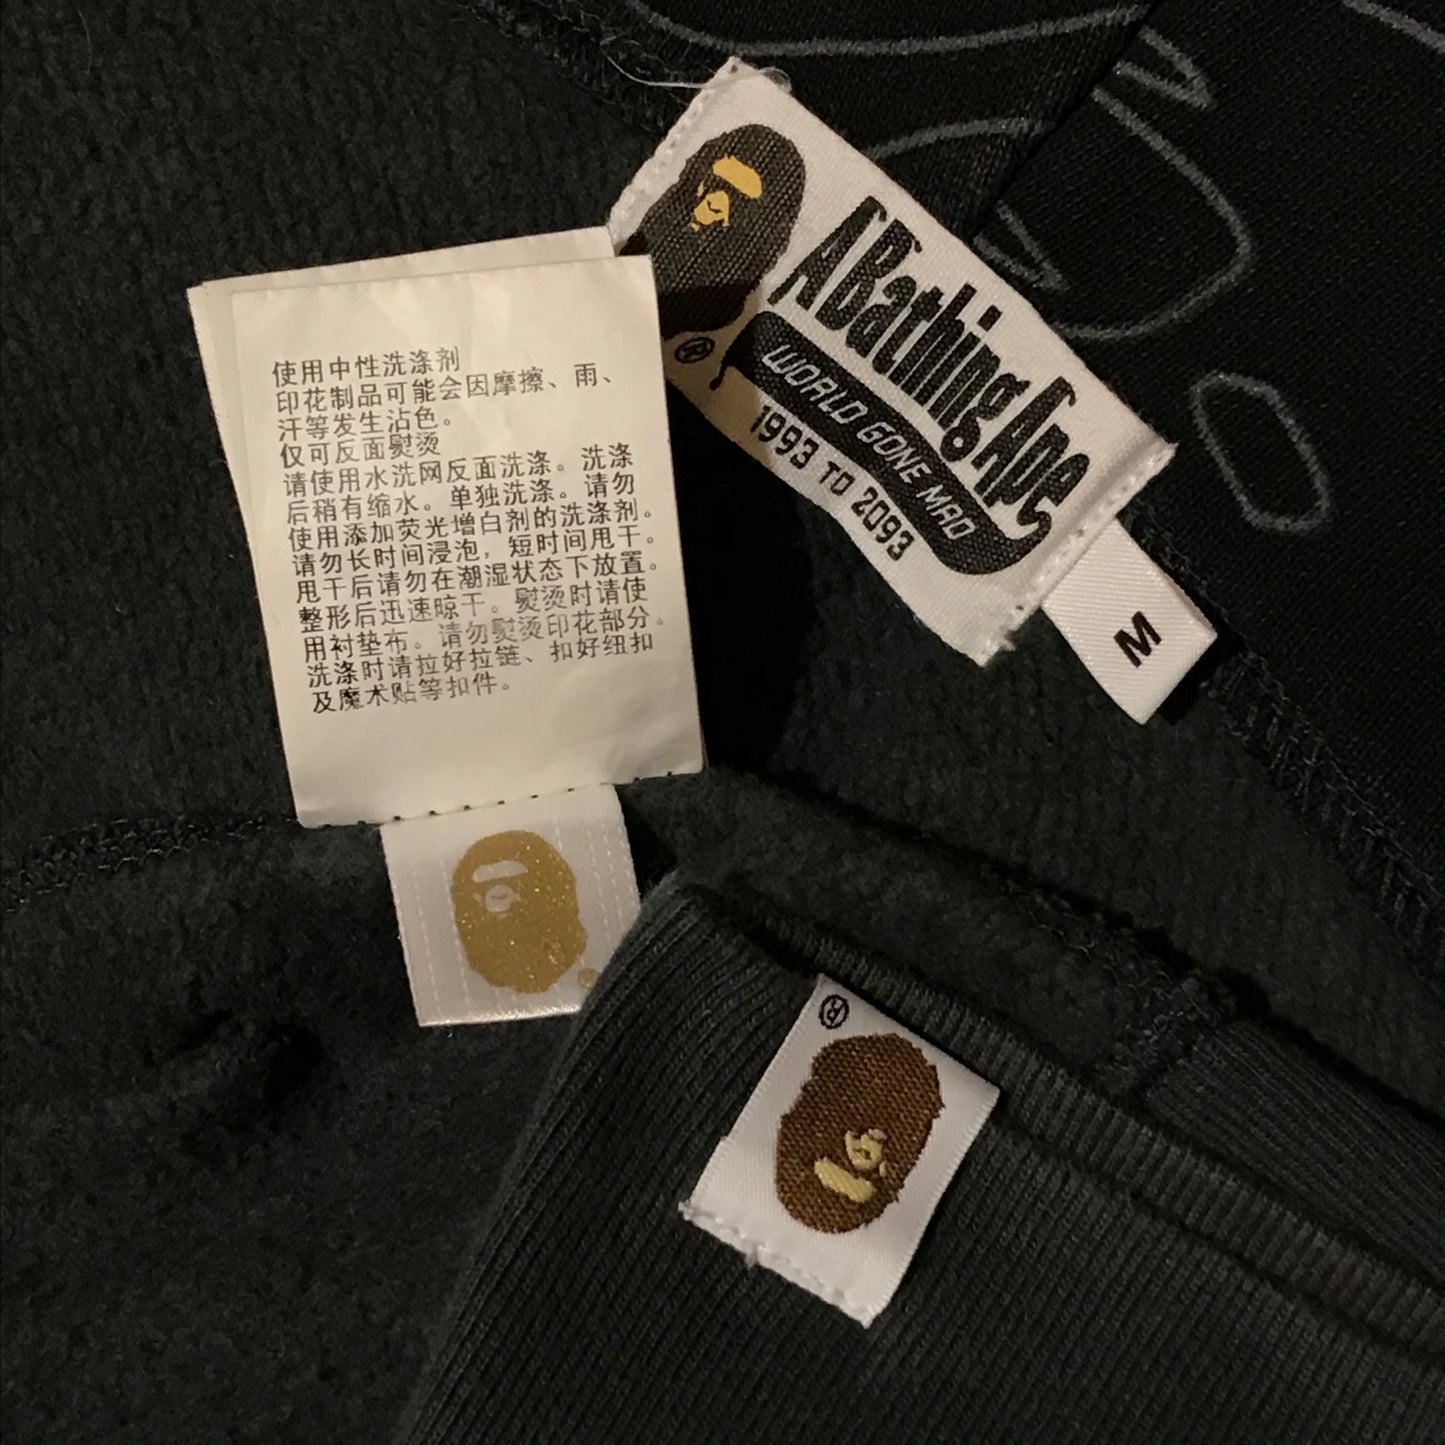 A Bathing Ape
®
WORLD GONE MAD
1993 TO 2093
M
使用中性洗涤剂
印花制品可能会因摩擦、雨、
汗等发生沾色。
仅可反面熨烫
请使用水洗网反面洗涤。洗涤
后稍有缩水。单独洗涤。请勿
使用添加荧光增白剂的洗涤剂。
请勿长时间浸泡，短时间甩干。
甩干后请勿在潮湿状态下放置。
整形后迅速晾干。熨烫时请使
用衬垫布。请勿熨烫印花部分。
洗涤时请拉好拉链、扣好纽扣
及魔术贴等扣件。
®
®